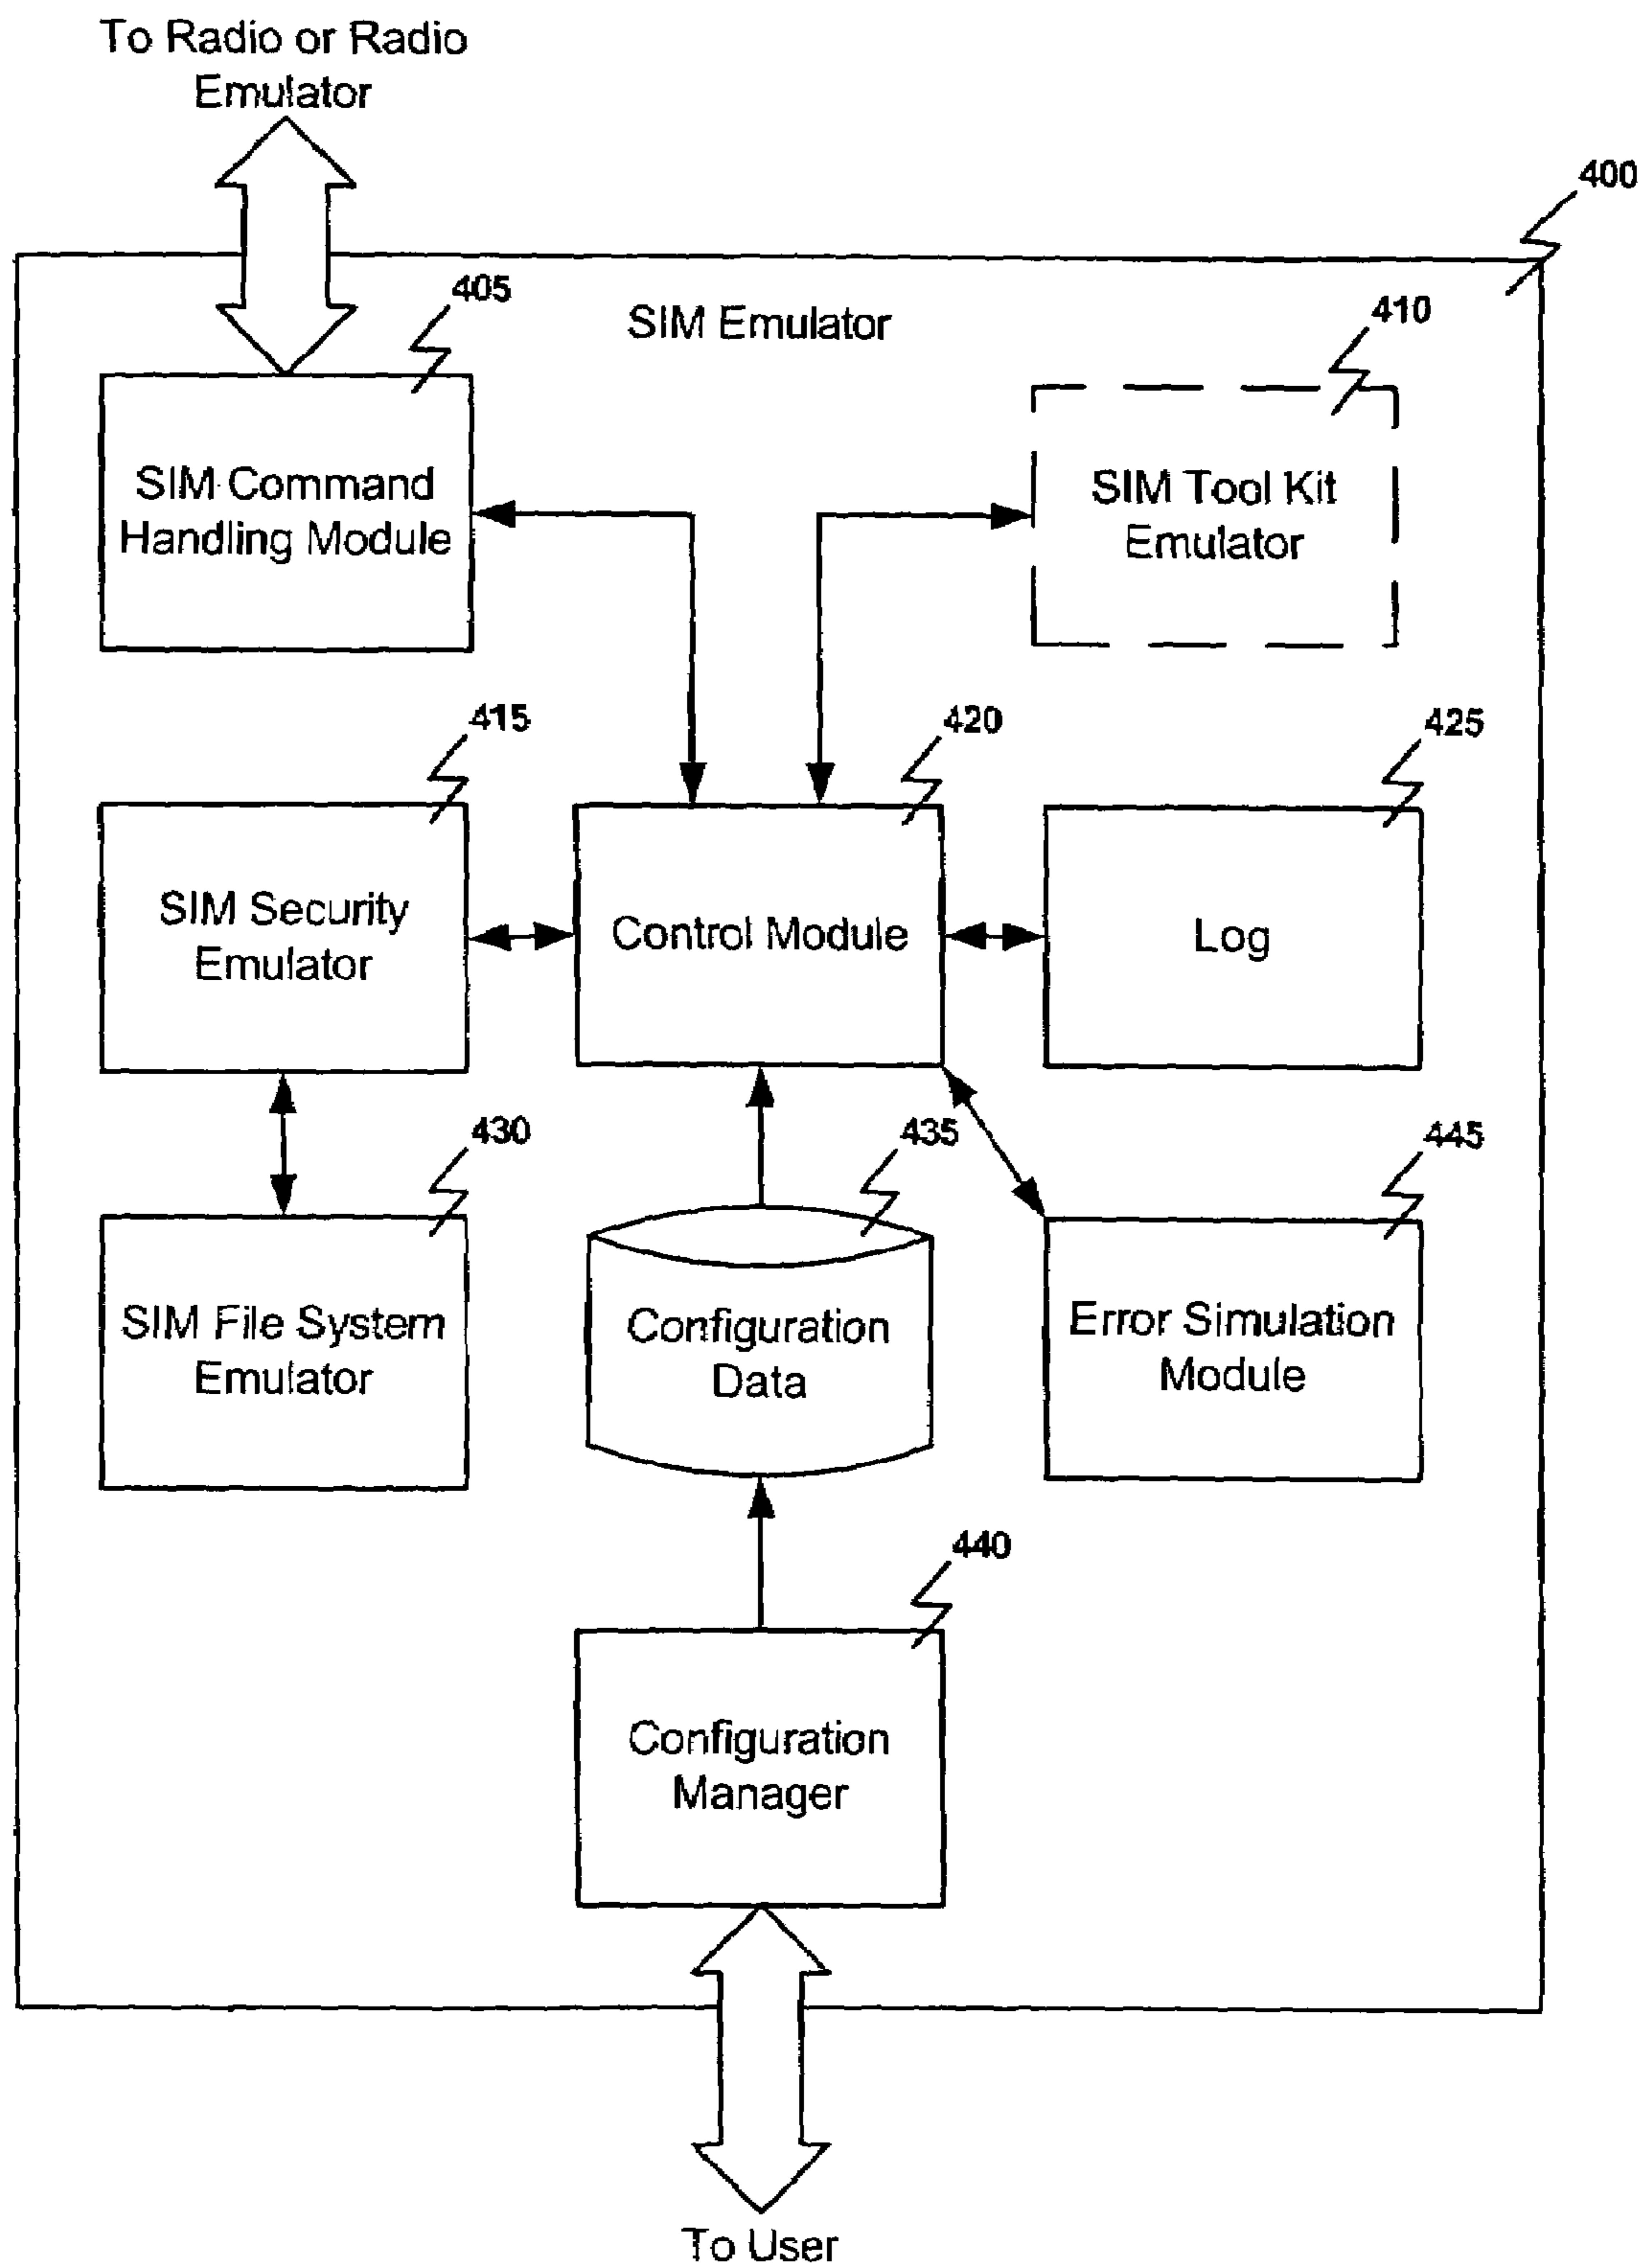 To Radio or Radio
Emulator
400
405
SIM Emulator
410
SIM Command
Handling Module
SIM Tool Kit
Emulator
415
420
425
SIM Security
Emulator
Control Module
Log
430
435
445
SIM File System
Emulator
Configuration
Data
Error Simulation
Module
440
Configuration
Manager
To User